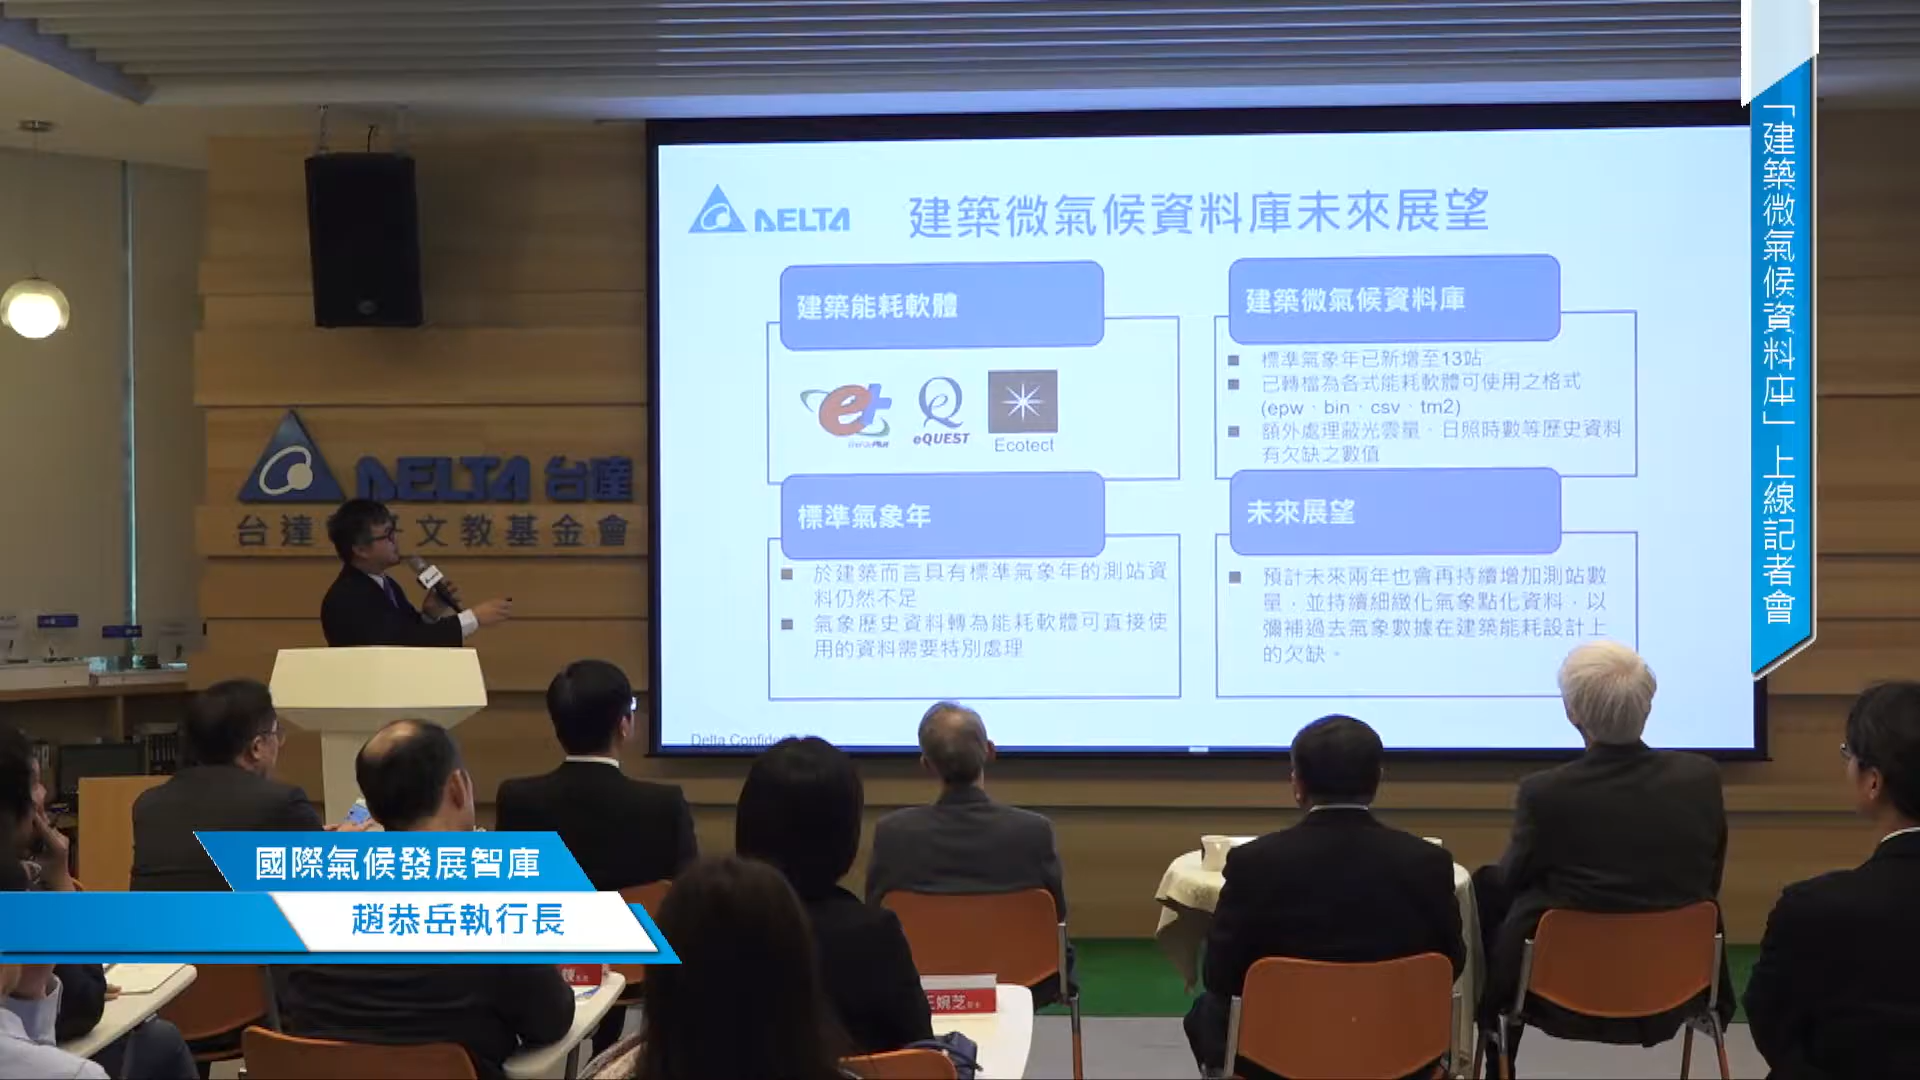 「建築微氣候資料庫」上線記者會
DELTA
建築微氣候資料庫未來展望
建築能耗軟體
eQUEST
Ecotect
建築微氣候資料庫
標準氣象年已新增至13站
已轉檔為各式能耗軟體可使用之格式
(epw、bin、csv、tm2)
額外處理蔽光雲量、日照時數等歷史資料
有欠缺之數值
標準氣象年
於建築而言具有標準氣象年的測站資
料仍然不足
氣象歷史資料轉為能耗軟體可直接使
用的資料需要特別處理
未來展望
預計未來兩年也會再持續增加測站數
量，並持續細緻化氣象點化資料，以
彌補過去氣象數據在建築能耗設計上
的欠缺。
Delta
DELTA 台達
台達 文教基金會
國際氣候發展智庫
趙恭岳執行長
王婉芝